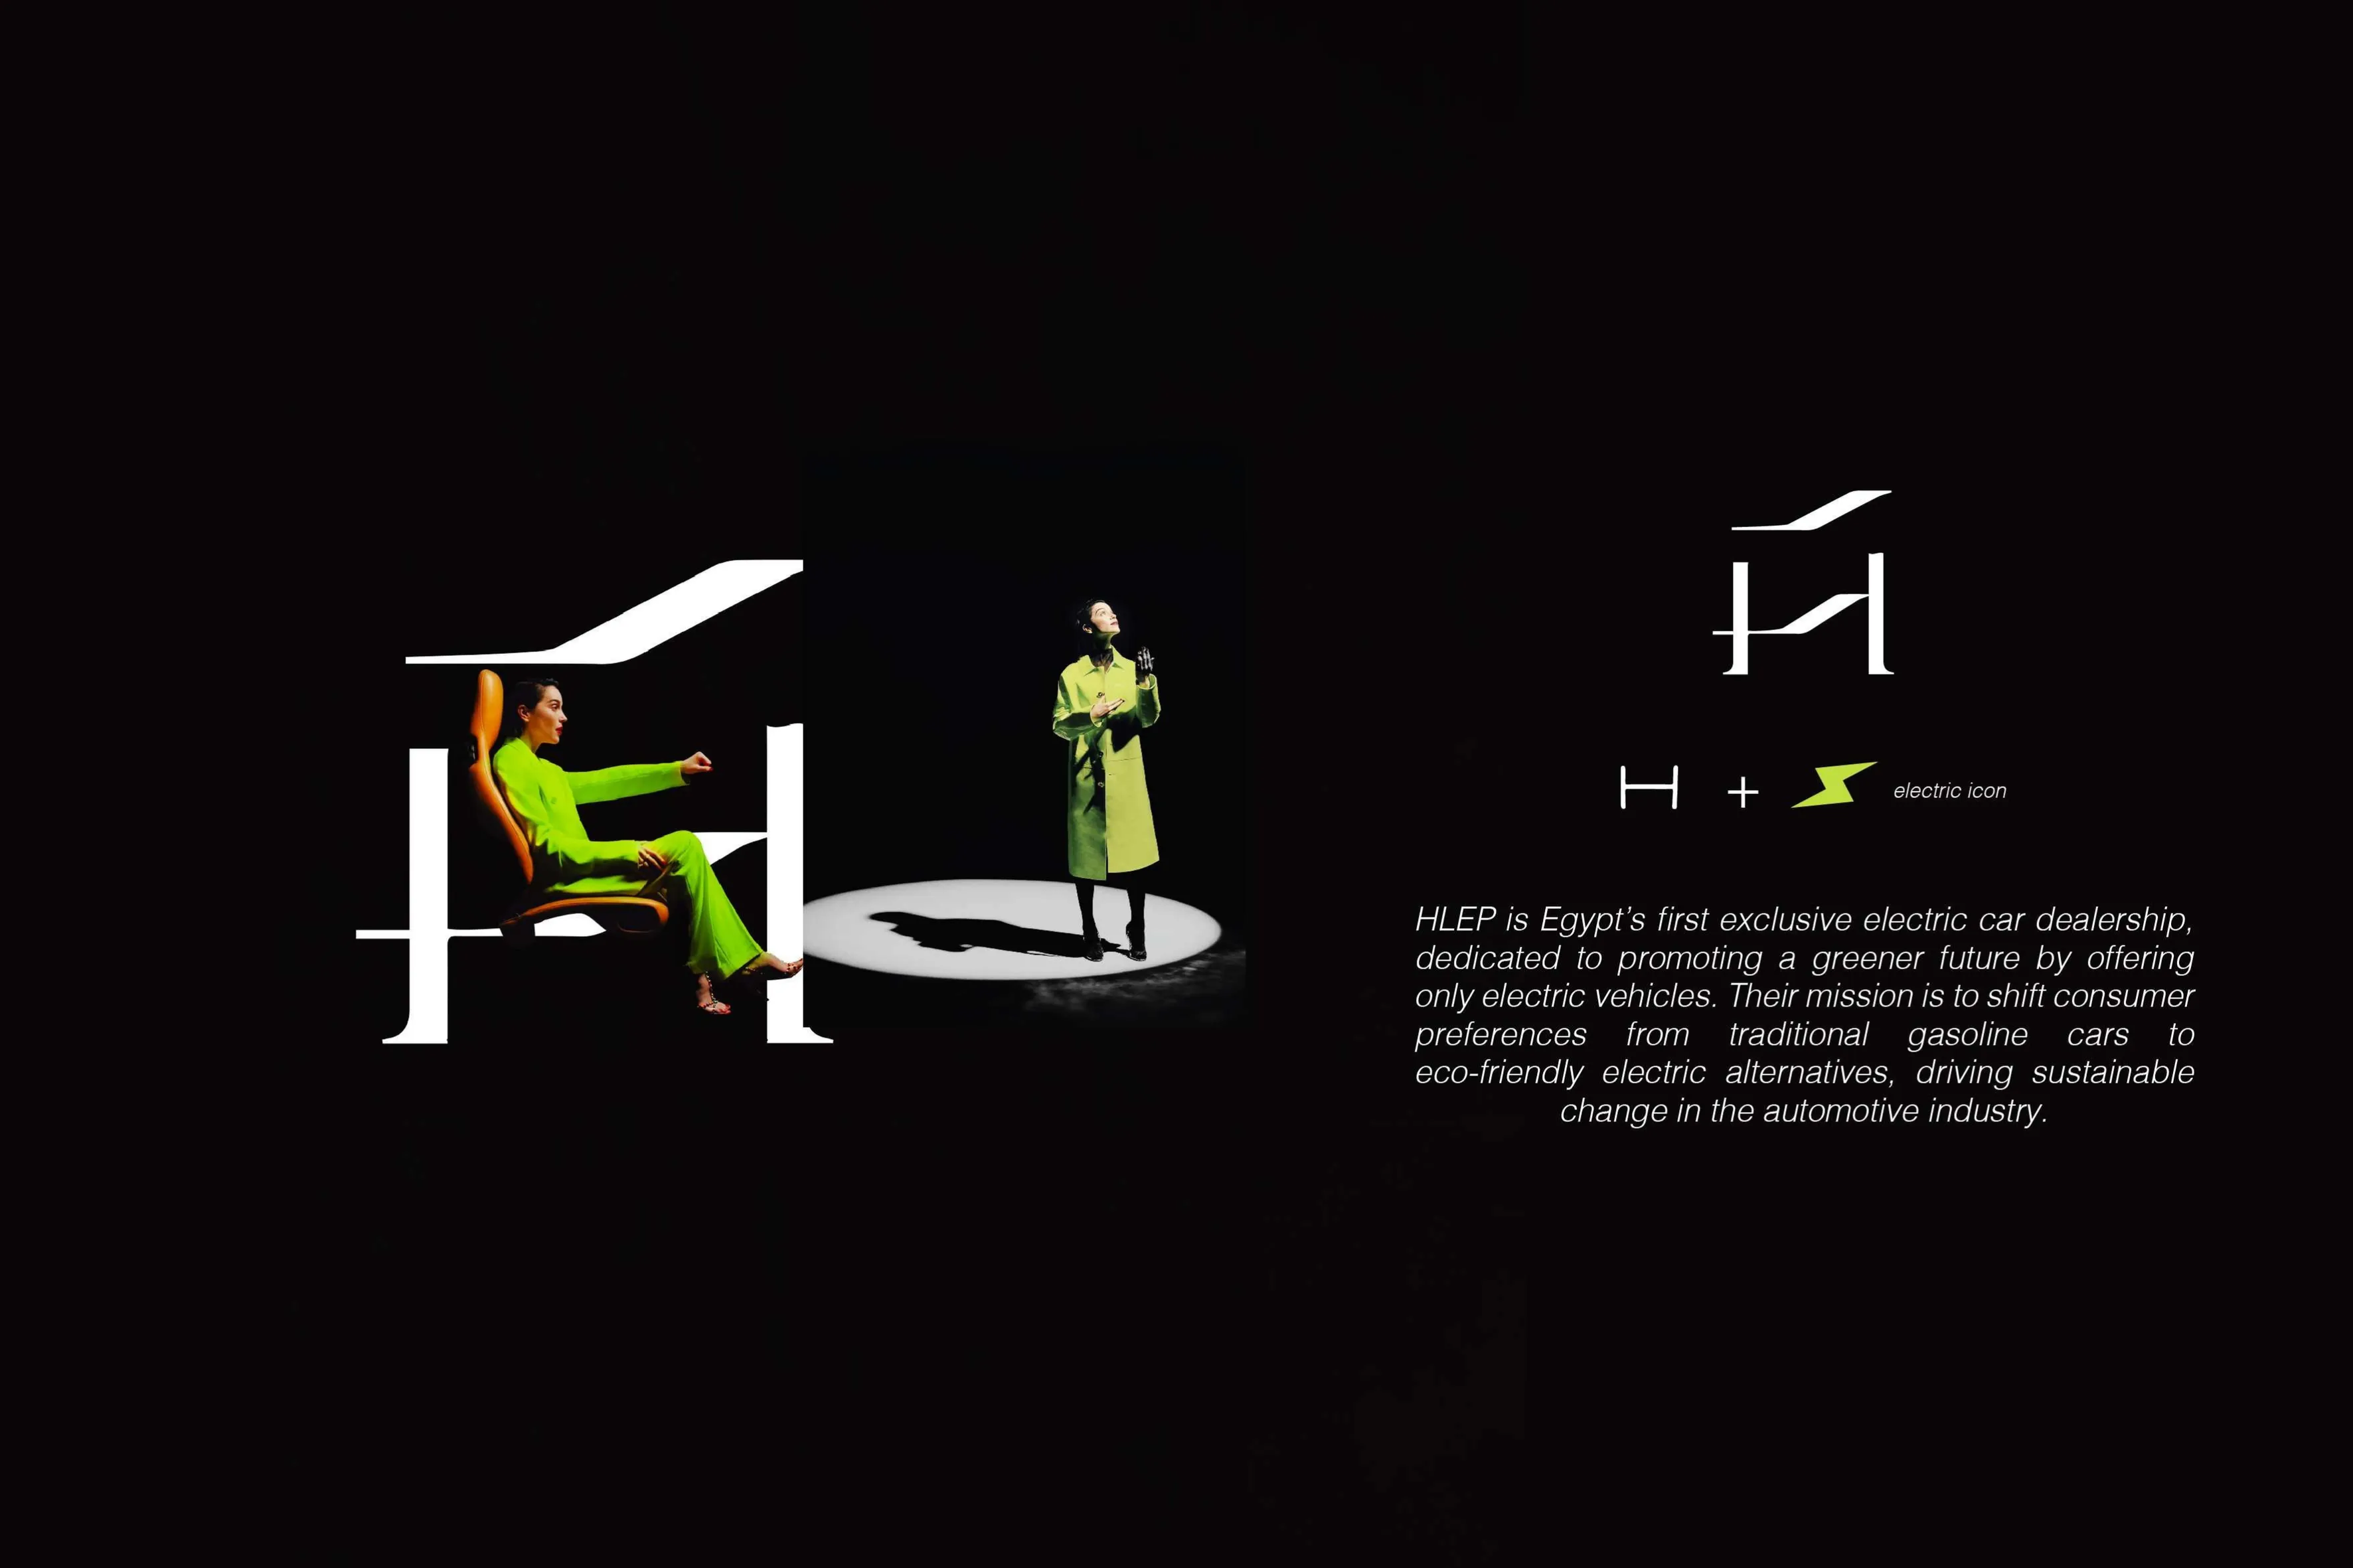 H
H
H + electric icon
HLEP is Egypt’s first exclusive electric car dealership,
dedicated to promoting a greener future by offering
only electric vehicles. Their mission is to shift consumer
preferences from traditional gasoline cars to
eco-friendly electric alternatives, driving sustainable
change in the automotive industry.